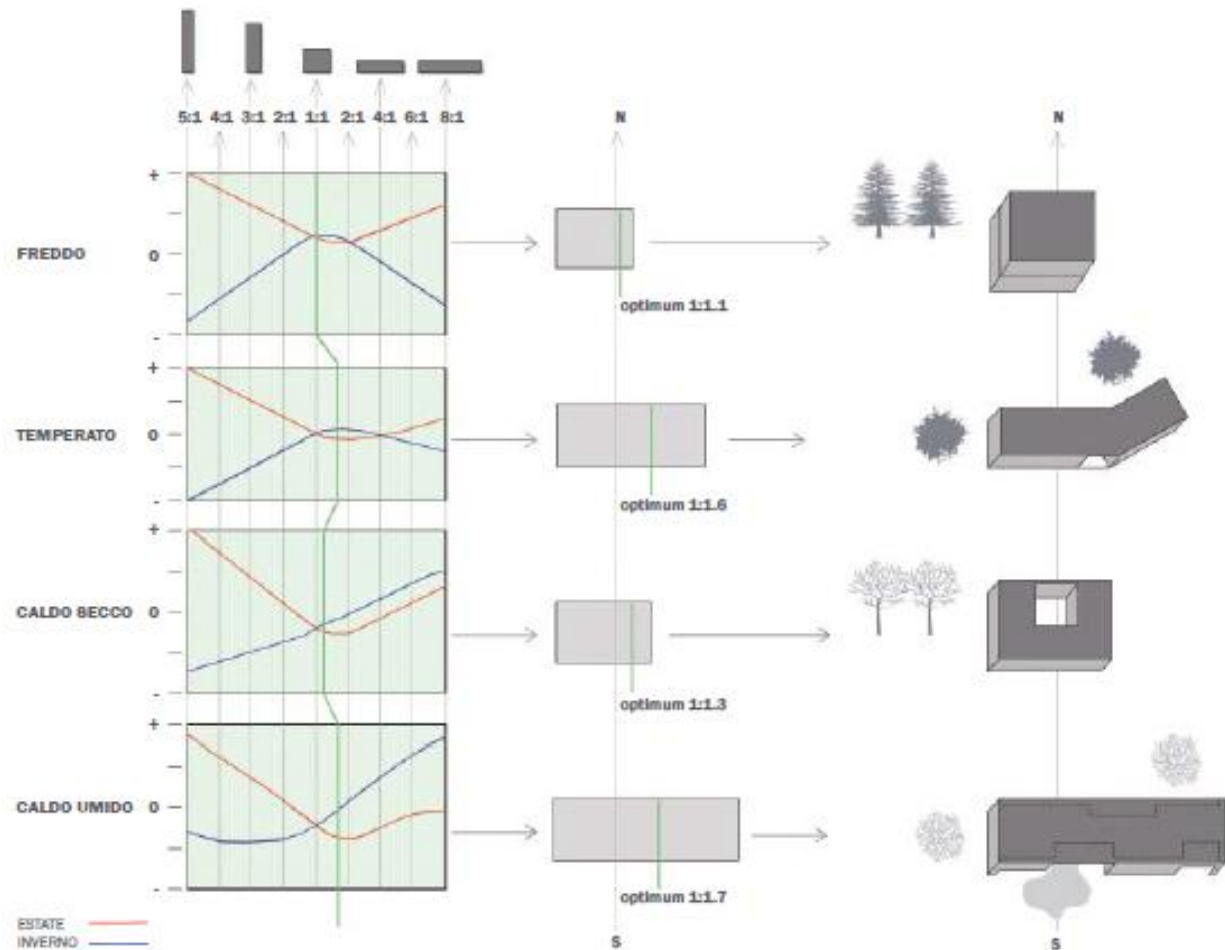 5:1 4:1 3:1 2:1 1:1 2:1 4:1 6:1 8:1
N
N
+
FREDDO 0
-
optimum 1:1.1
+
TEMPERATO 0
-
optimum 1:1.6
+
CALDO SECCO 0
-
optimum 1:1.3
+
CALDO UMIDO 0
-
optimum 1:1.7
ESTATE
INVERNO
S
S